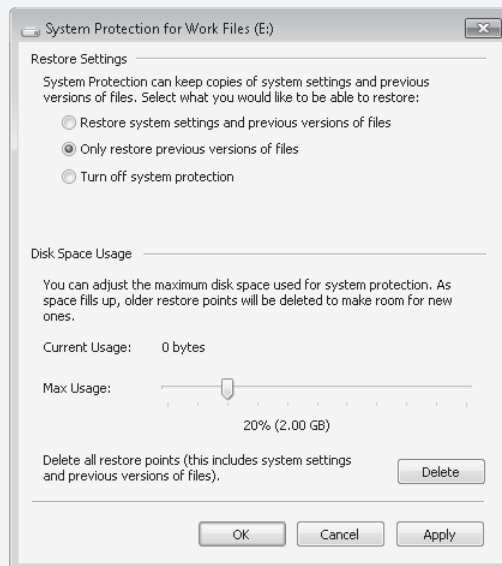 System Protection for Work Files (E:)
Restore Settings
System Protection can keep copies of system settings and previous
versions of files. Select what you would like to be able to restore:
Restore system settings and previous versions of files
Only restore previous versions of files
Turn off system protection
Disk Space Usage
You can adjust the maximum disk space used for system protection. As
space fills up, older restore points will be deleted to make room for new
ones.
Current Usage: 0 bytes
Max Usage:
20% (2.00 GB)
Delete all restore points (this includes system settings
and previous versions of files).
Delete
OK Cancel Apply